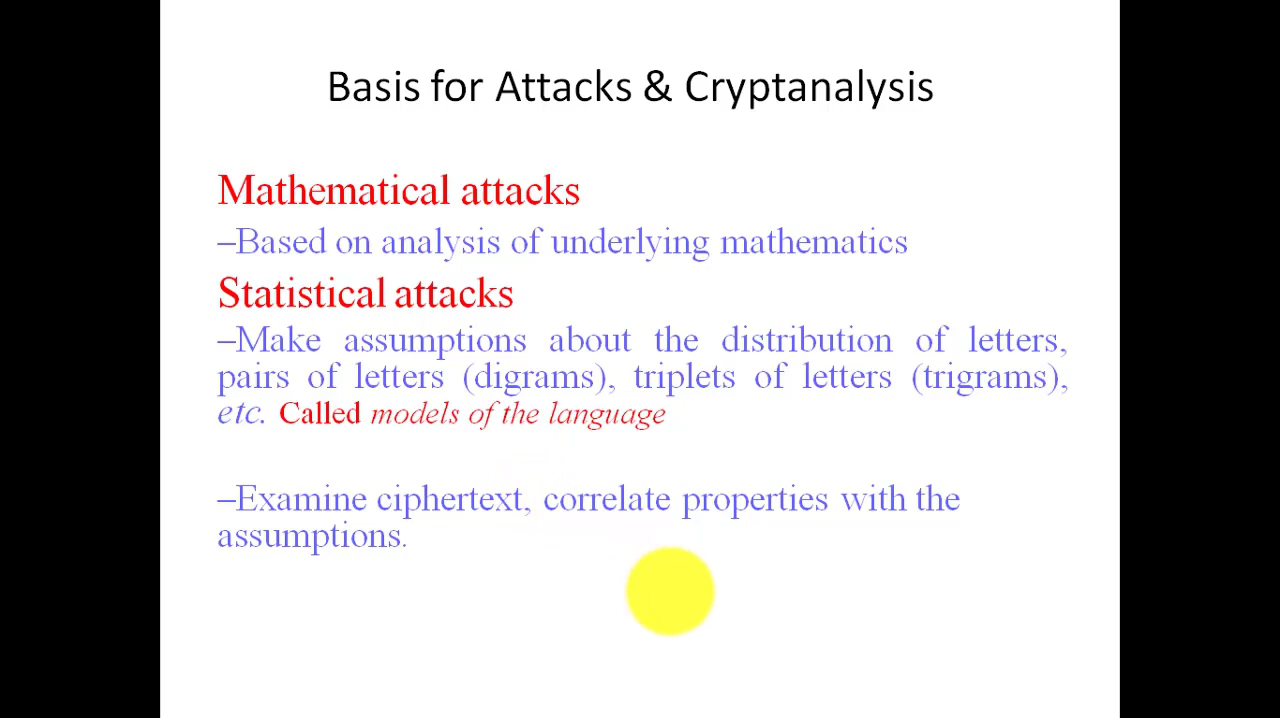 Basis for Attacks & Cryptanalysis
Mathematical attacks
–Based on analysis of underlying mathematics
Statistical attacks
–Make assumptions about the distribution of letters,
pairs of letters (digrams), triplets of letters (trigrams),
etc. Called models of the language
–Examine ciphertext, correlate properties with the
assumptions.